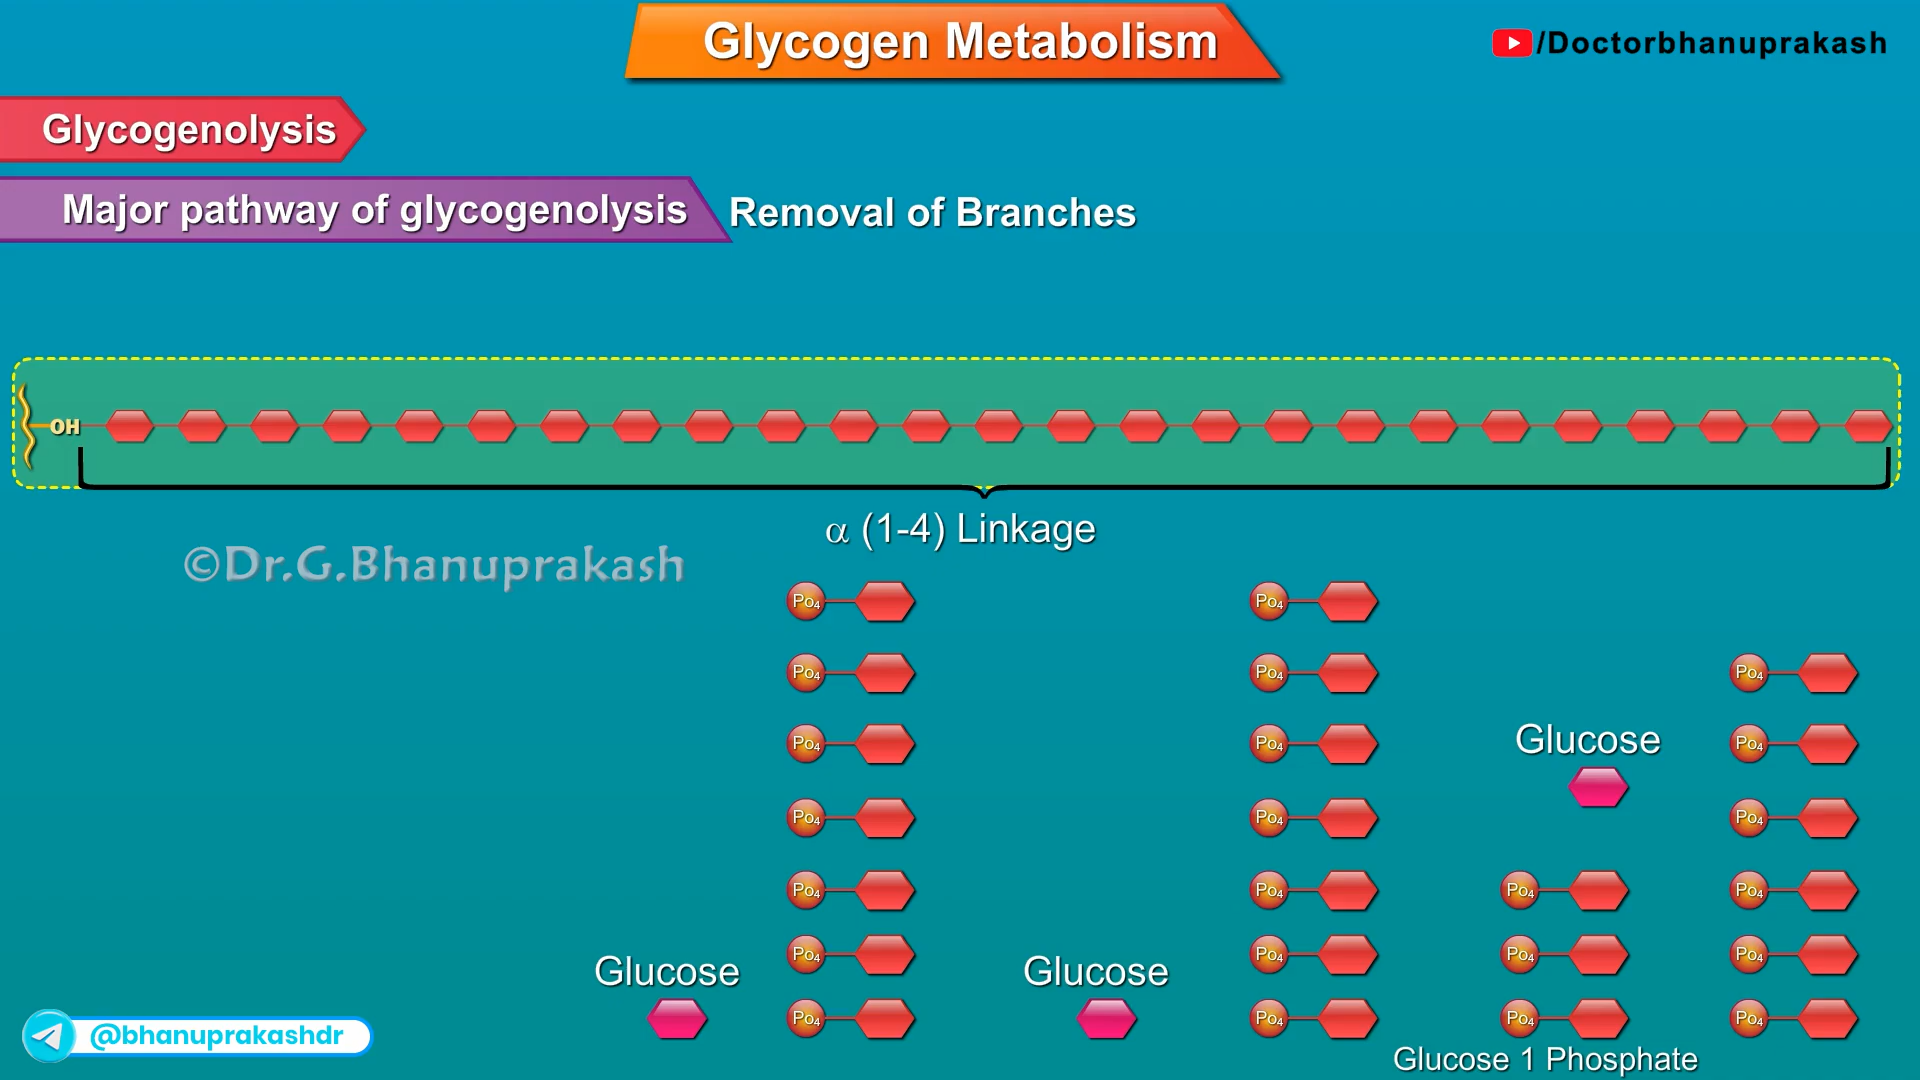 Glycogen Metabolism
/Doctorbhanuprakash
Glycogenolysis
Major pathway of glycogenolysis
Removal of Branches
OH
α (1-4) Linkage
©Dr.G.Bhanuprakash
Po4 Po4
Po4 Po4 Po4
Glucose
Po4 Po4 Po4
Po4 Po4 Po4
Po4 Po4 Po4 Po4
Po4 Po4 Po4 Po4
Glucose Glucose
Po4 Po4 Po4 Po4
@bhanuprakashdr
Glucose 1 Phosphate